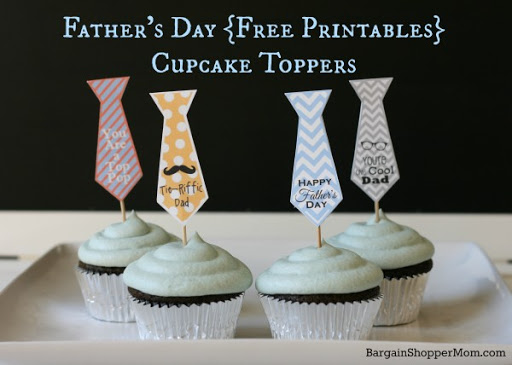 Father's Day {Free Printables}
Cupcake Toppers
You Are
a
Top
Pop
Tie-Riffic
Dad
Happy
Father's
Day
You're
one Cool
Dad
BargainShopperMom.com